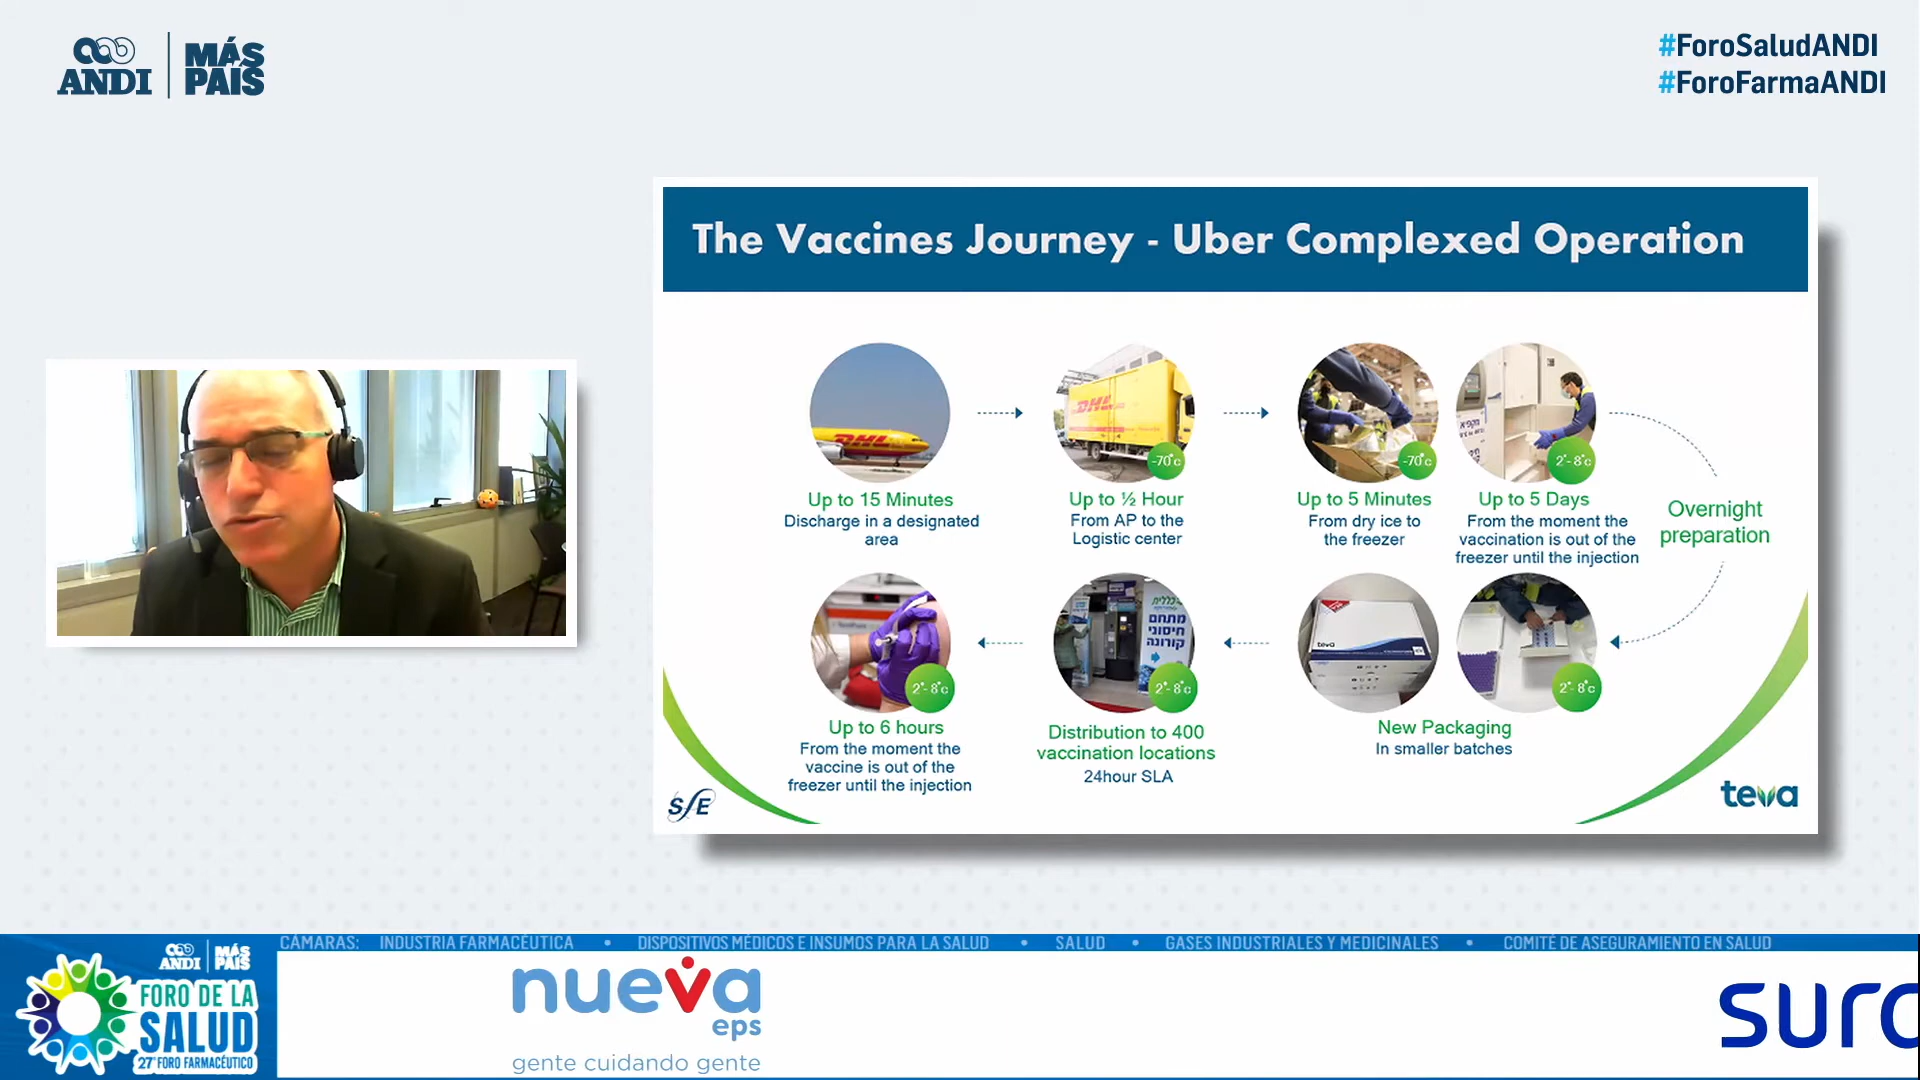 ANDI
MÁS
PAÍS
#ForoSaludANDI
#ForoFarmaANDI
The Vaccines Journey - Uber Complexed Operation
DHL
DHL
-70°c
-70°c
2°- 8°c
Up to 15 Minutes
Discharge in a designated
area
Up to ½ Hour
From AP to the
Logistic center
Up to 5 Minutes
From dry ice to
the freezer
Up to 5 Days
From the moment the
vaccination is out of the
freezer until the injection
Overnight
preparation
כללית
מתחם
חיסוני
קורונה
teva
2°- 8°c
2°- 8°c
2°- 8°c
Up to 6 hours
From the moment the
vaccine is out of the
freezer until the injection
Distribution to 400
vaccination locations
24hour SLA
New Packaging
In smaller batches
SfE
teva
CÁMARAS: INDUSTRIA FARMACÉUTICA • DISPOSITIVOS MÉDICOS E INSUMOS PARA LA SALUD • SALUD • GASES INDUSTRIALES Y MEDICINALES • COMITÉ DE ASEGURAMIENTO EN SALUD
ANDI
MÁS
PAÍS
FORO DE LA
SALUD
27° FORO FARMACÉUTICO
nueva
eps
gente cuidando gente